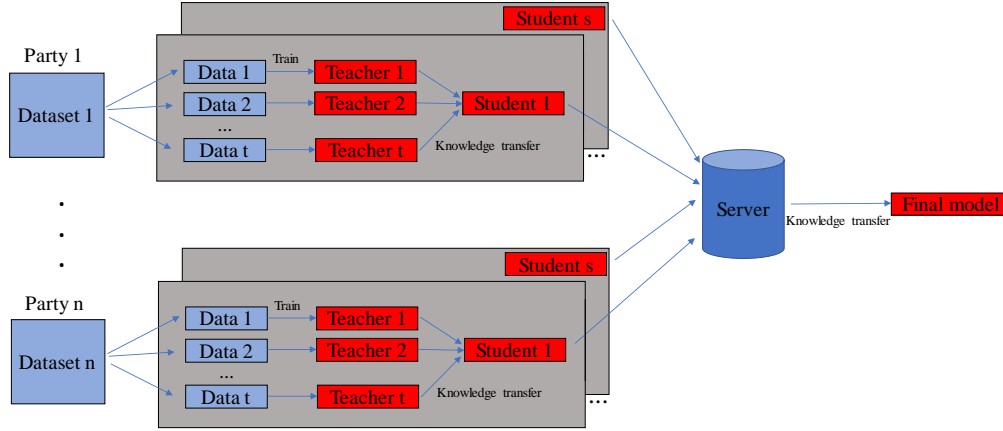 Student s
Party 1
Dataset 1
Data 1
Train
Teacher 1
Data 2
Teacher 2
Student 1
...
Data t
Teacher t
Knowledge transfer
...
Server
Knowledge transfer
Final model
.
.
.
Student s
Party n
Dataset n
Data 1
Train
Teacher 1
Data 2
Teacher 2
Student 1
...
Data t
Teacher t
Knowledge transfer
...